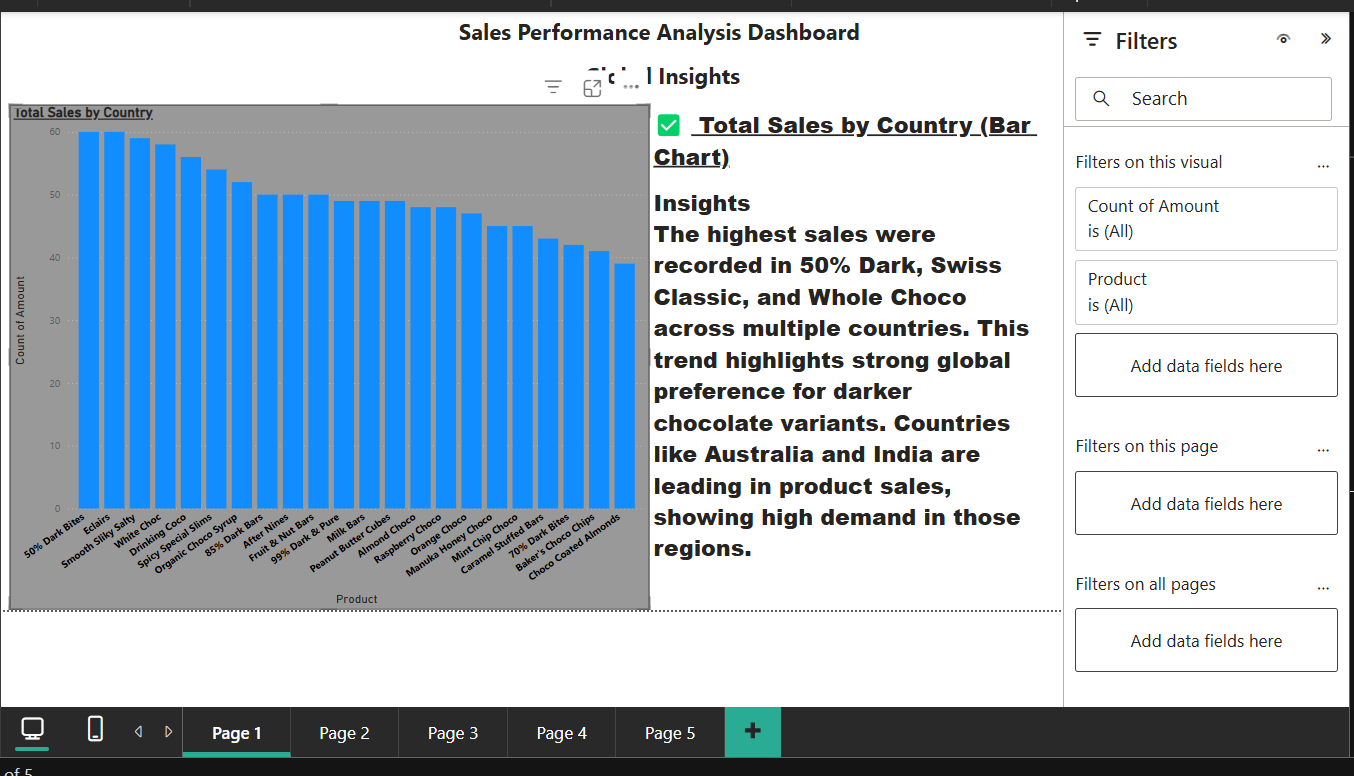 Sales Performance Analysis Dashboard
Insights
Total Sales by Country
60
50
40
30
20
10
0
Count of Amount
50% Dark Bites
Eclairs
Smooth Silky Salty
White Choc
Drinking Coco
Spicy Special Slims
Organic Choco Syrup
85% Dark Bars
After Nines
Fruit & Nut Bars
99% Dark & Pure
Milk Bars
Peanut Butter Cubes
Almond Choco
Raspberry Choco
Orange Choco
Manuka Honey Choco
Mint Chip Choco
Caramel Stuffed Bars
70% Dark Bites
Baker's Choco Chips
Choco Coated Almonds
Product
✅ Total Sales by Country (Bar
Chart)
Insights
The highest sales were
recorded in 50% Dark, Swiss
Classic, and Whole Choco
across multiple countries. This
trend highlights strong global
preference for darker
chocolate variants. Countries
like Australia and India are
leading in product sales,
showing high demand in those
regions.
Filters
Search
Filters on this visual
...
Count of Amount
is (All)
Product
is (All)
Add data fields here
Filters on this page
...
Add data fields here
Filters on all pages
...
Add data fields here
Page 1
Page 2
Page 3
Page 4
Page 5
of 5